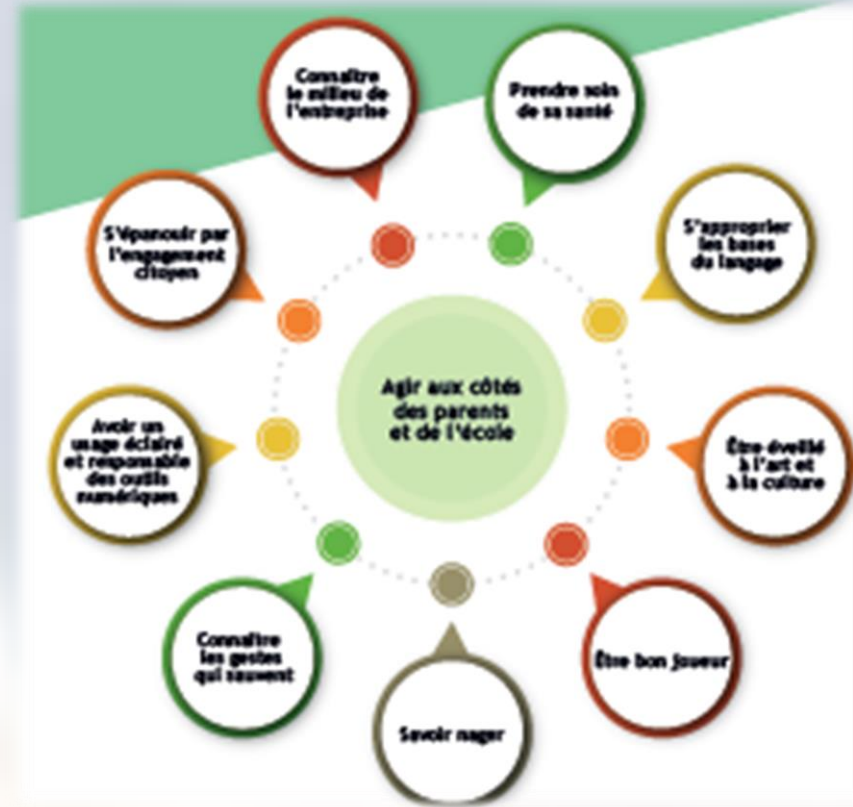 Connaître
le milieu de
l'entreprise
Prendre soin
de sa santé
S'approprier
les bases
du langage
Être éveillé
à l'art et
à la culture
Être bon joueur
Savoir nager
Connaître
les gestes
qui sauvent
Avoir un
usage éclairé
et responsable
des outils
numériques
S'épanouir par
l'engagement
citoyen
Agir aux côtés
des parents
et de l'école